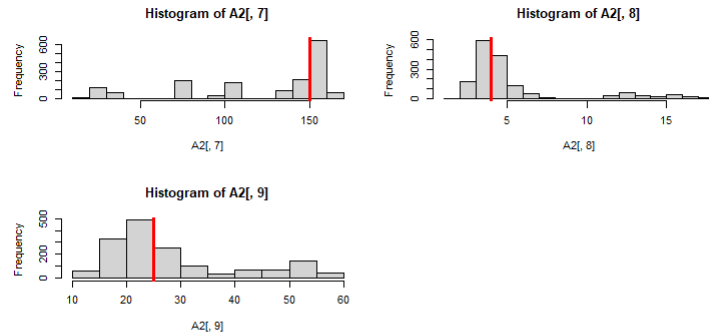 Histogram of A2[, 7]
Frequency
0 300 600
50 100 150
A2[, 7]
Histogram of A2[, 8]
Frequency
0 300 600
5 10 15
A2[, 8]
Histogram of A2[, 9]
Frequency
0 200 500
10 20 30 40 50 60
A2[, 9]